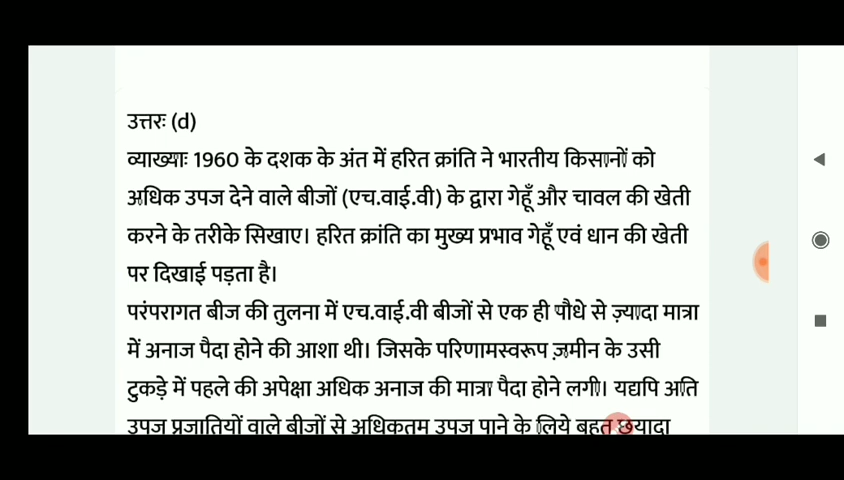 उत्तरः (d)
व्याख्याः 1960 के दशक के अंत में हरित क्रांति ने भारतीय किसानों को
अधिक उपज देने वाले बीजों (एच.वाई.वी) के द्वारा गेहूँ और चावल की खेती
करने के तरीके सिखाए। हरित क्रांति का मुख्य प्रभाव गेहूँ एवं धान की खेती
पर दिखाई पड़ता है।
परंपरागत बीज की तुलना में एच.वाई.वी बीजों से एक ही पौधे से ज़्यादा मात्रा
में अनाज पैदा होने की आशा थी। जिसके परिणामस्वरूप ज़मीन के उसी
टुकड़े में पहले की अपेक्षा अधिक अनाज की मात्रा पैदा होने लगी। यद्यपि अति
उपज प्रजातियों वाले बीजों से अधिकतम उपज पाने के लिये बहुत छयादा